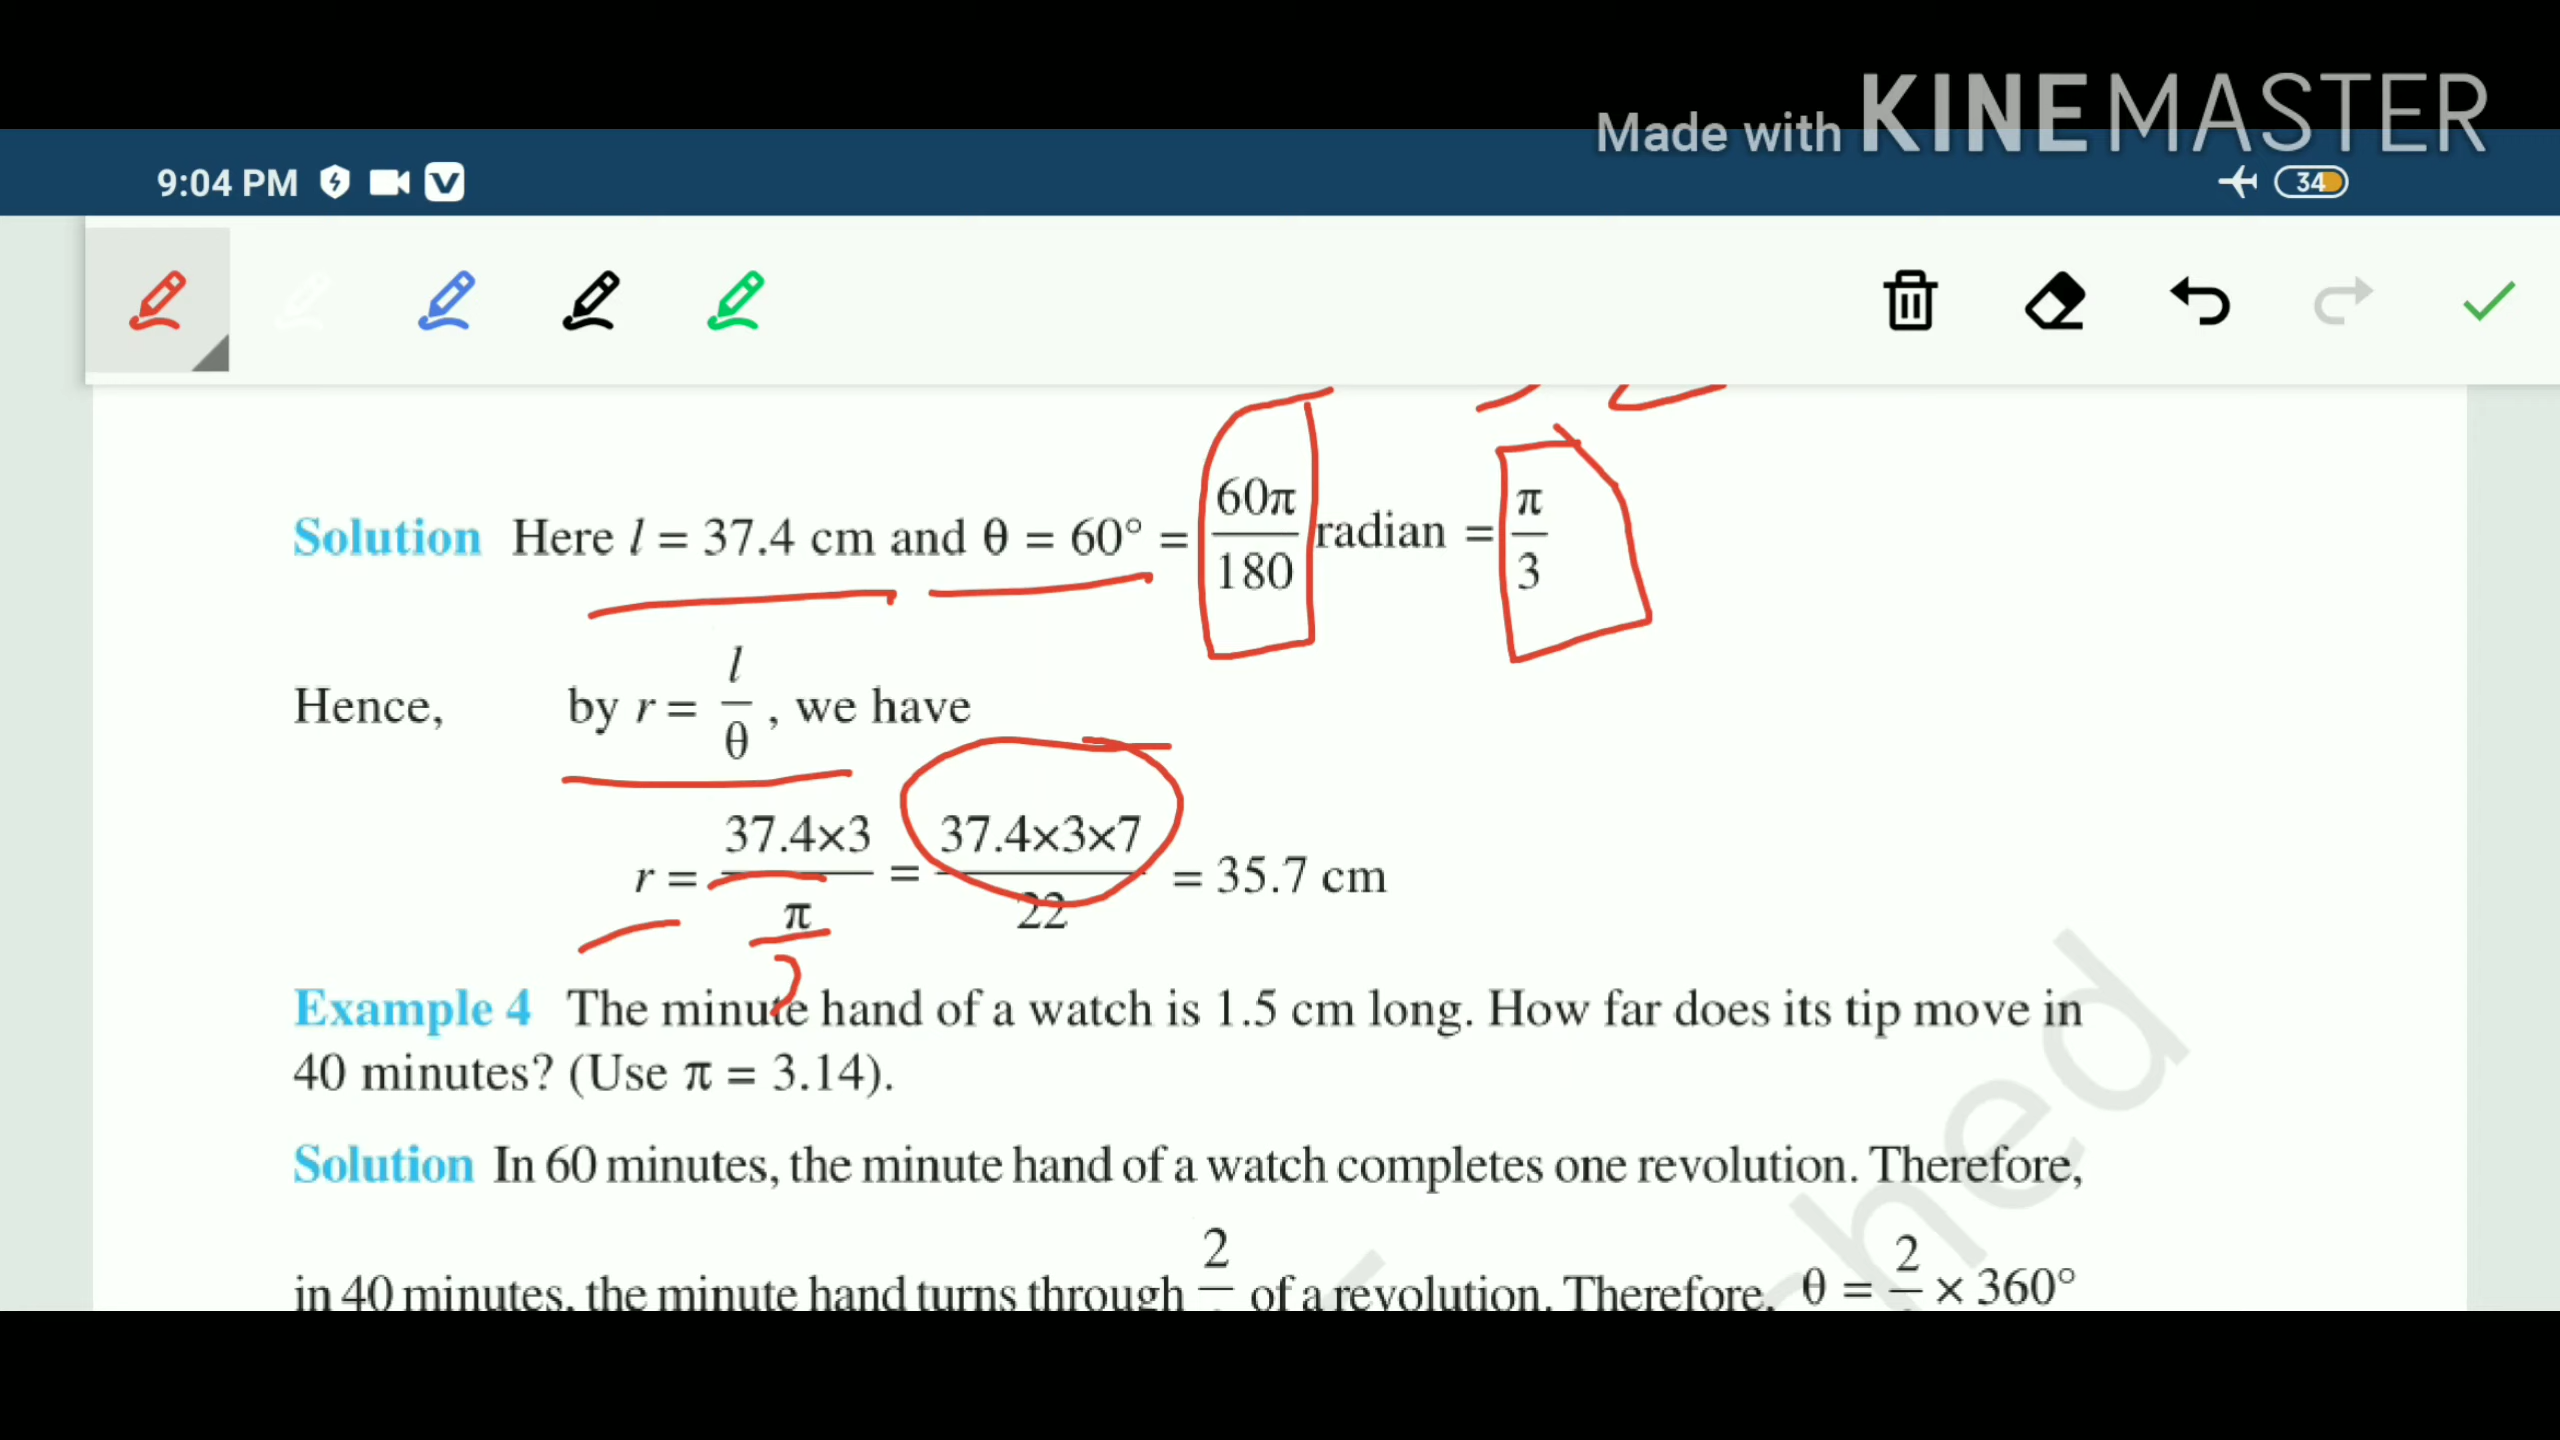 Made with KINEMASTER
9:04 PM
34
Solution Here l = 37.4 cm and θ = 60° = 60π/180 radian = π/3
Hence, by r = l/θ, we have
r = 37.4×3/π = 37.4×3×7/22 = 35.7 cm
Example 4 The minute hand of a watch is 1.5 cm long. How far does its tip move in
40 minutes? (Use π = 3.14).
Solution In 60 minutes, the minute hand of a watch completes one revolution. Therefore,
in 40 minutes, the minute hand turns through 2 of a revolution. Therefore, θ = 2 × 360°
hed